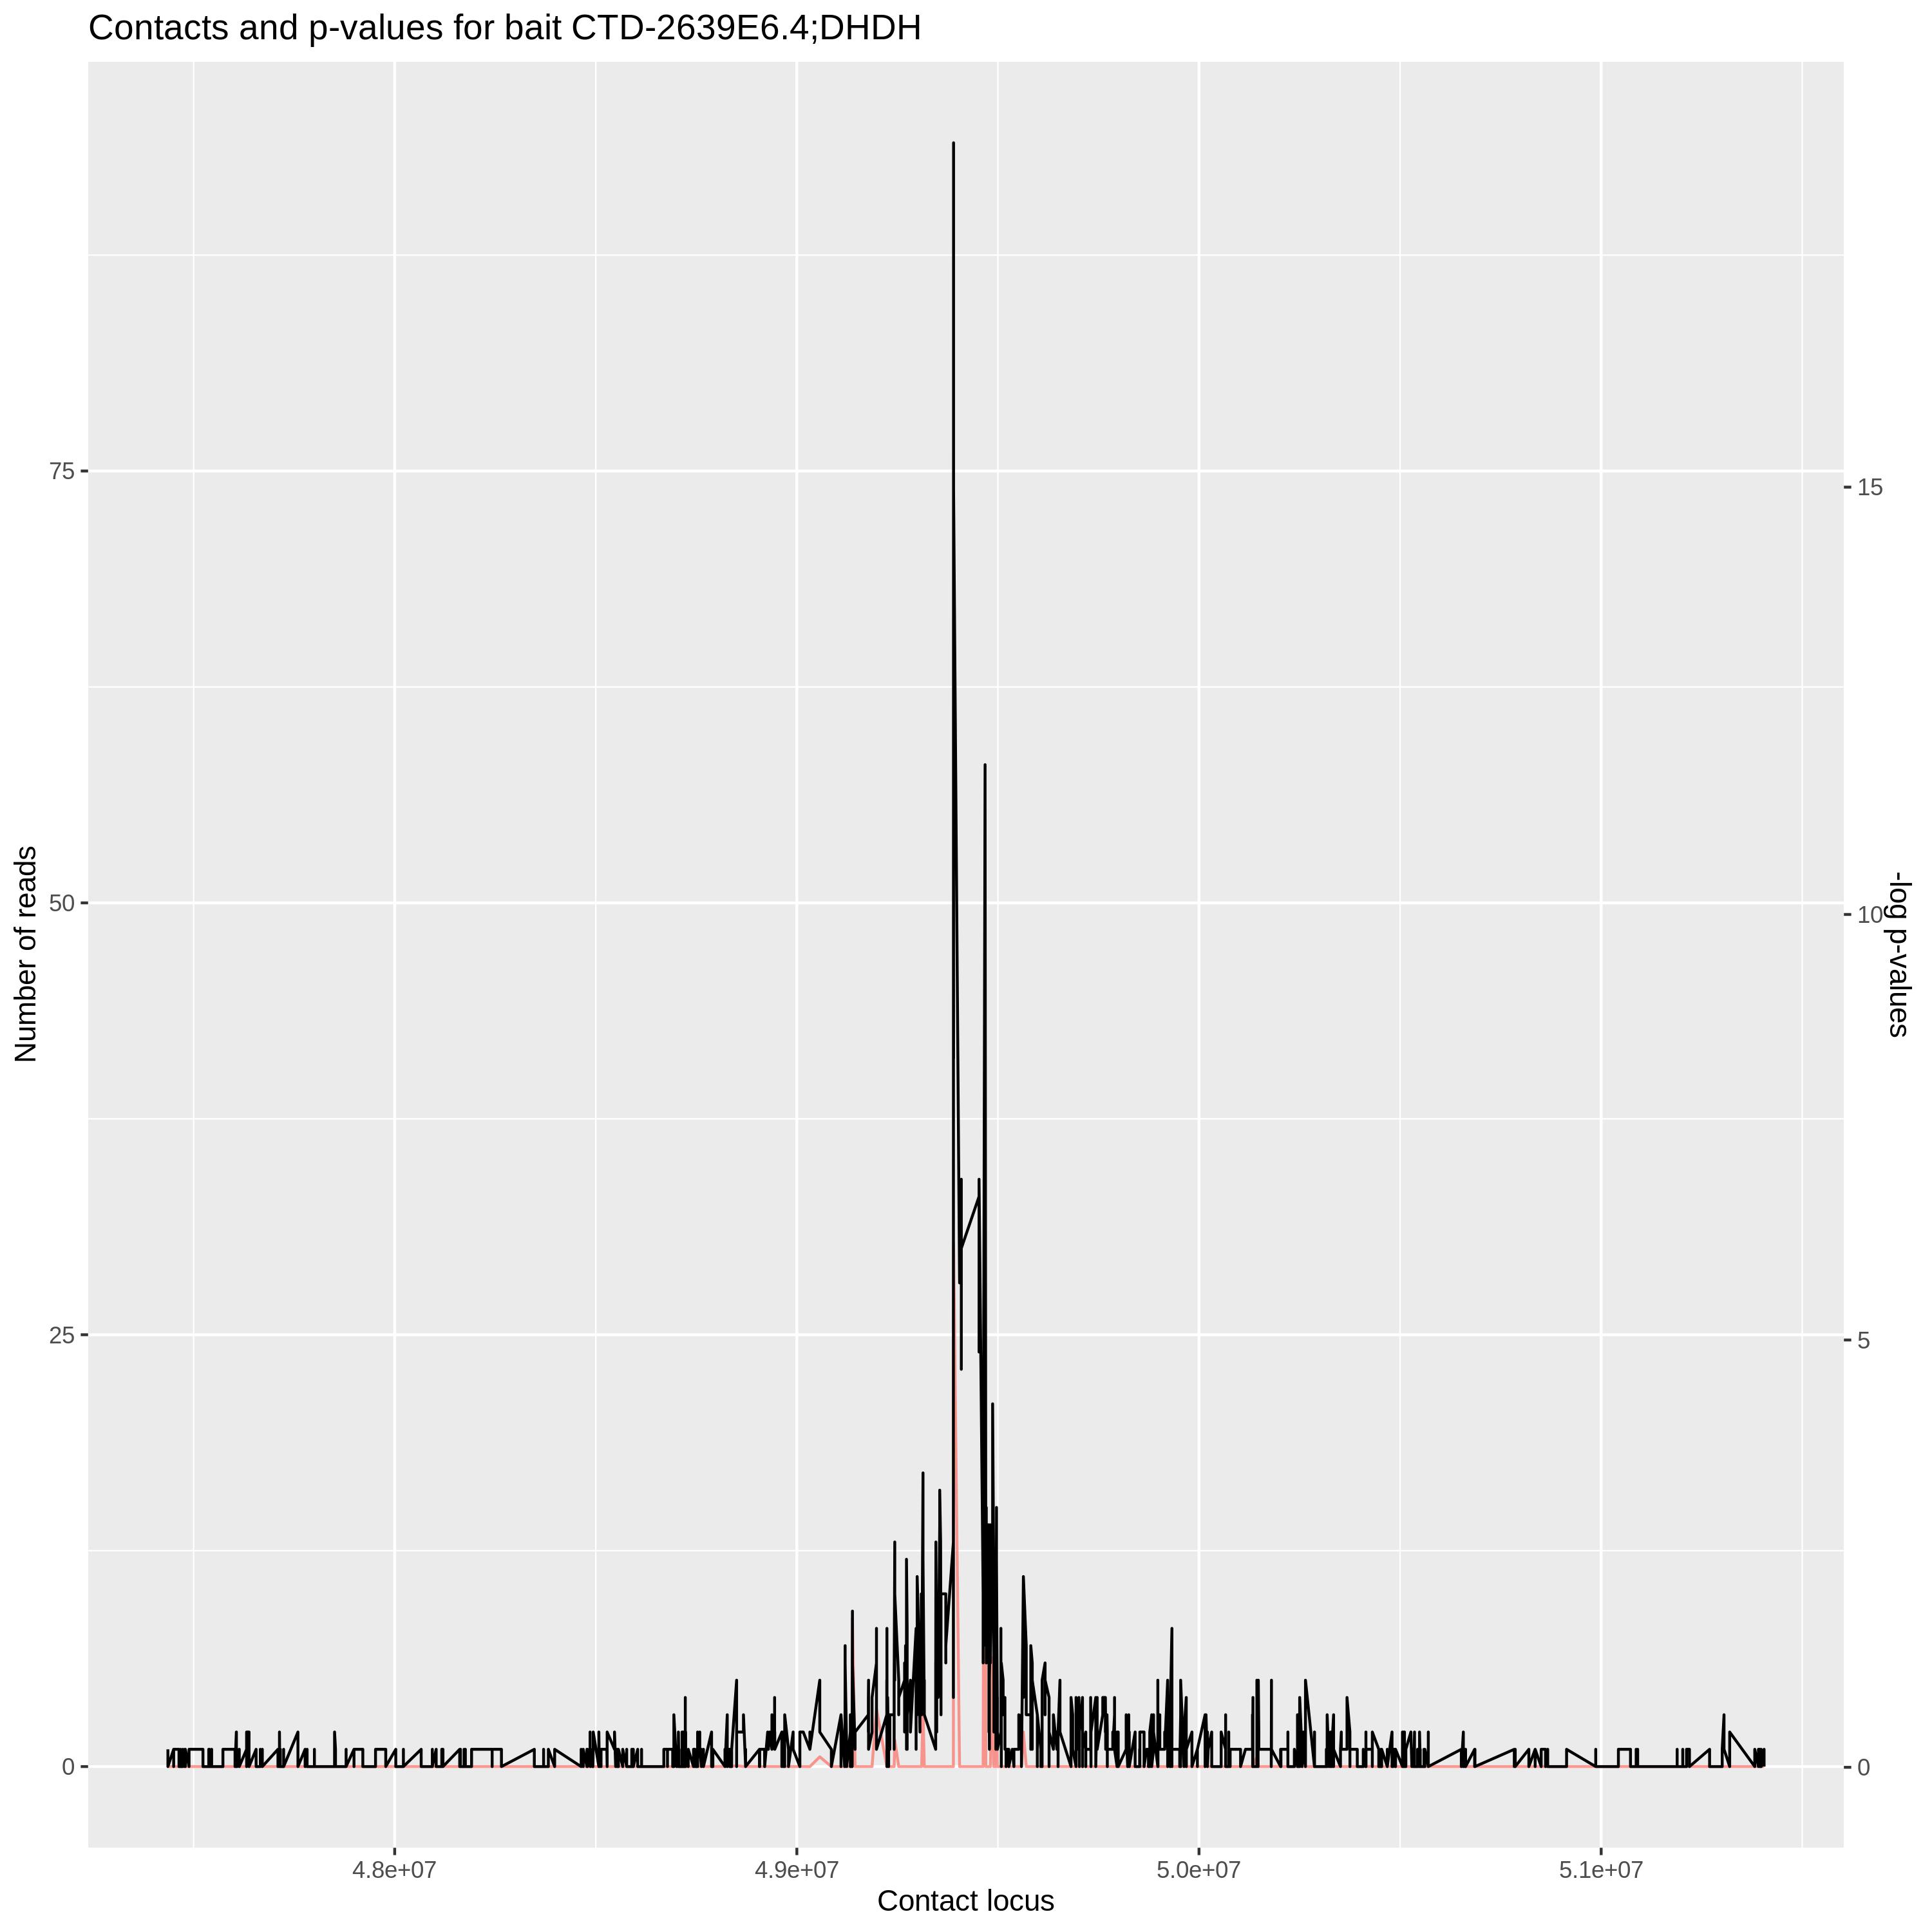 Contacts and p-values for bait CTD-2639E6.4;DHDH
75
50
25
0
Number of reads
15
10
5
0
-log p-values
4.8e+07
4.9e+07
5.0e+07
5.1e+07
Contact locus